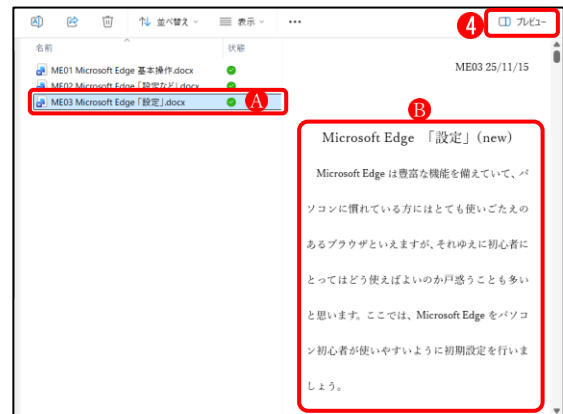 並べ替え 表示 ... 4 プレビュー
名前 状態
ME01 Microsoft Edge 基本操作.docx
ME02 Microsoft Edge「設定など」.docx
ME03 Microsoft Edge「設定」.docx A
ME03 25/11/15
B
Microsoft Edge 「設定」(new)
Microsoft Edge は豊富な機能を備えていて、パ
ソコンに慣れている方にはとても使いごたえの
あるブラウザといえますが、それゆえに初心者に
とってはどう使えばよいのか戸惑うことも多い
と思います。ここでは、Microsoft Edge をパソコ
ン初心者が使いやすいように初期設定を行いま
しょう。